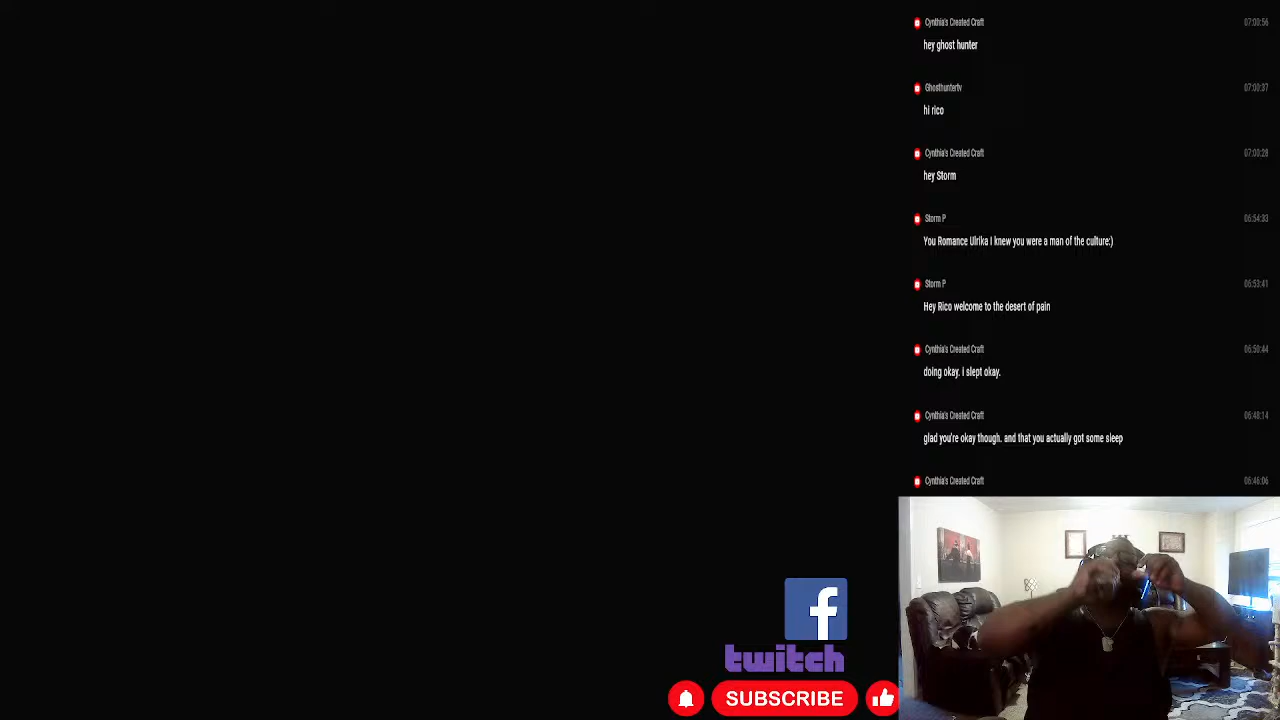 Cynthia's Created Craft 07:00:56
hey ghost hunter
Ghosthuntertv 07:00:37
hi rico
Cynthia's Created Craft 07:00:28
hey Storm
Storm P 06:54:33
You Romance Ulrika I knew you were a man of the culture:)
Storm P 06:53:41
Hey Rico welcome to the desert of pain
Cynthia's Created Craft 06:50:44
doing okay. i slept okay.
Cynthia's Created Craft 06:48:14
glad you're okay though. and that you actually got some sleep
Cynthia's Created Craft 06:46:06
f
twitch
SUBSCRIBE